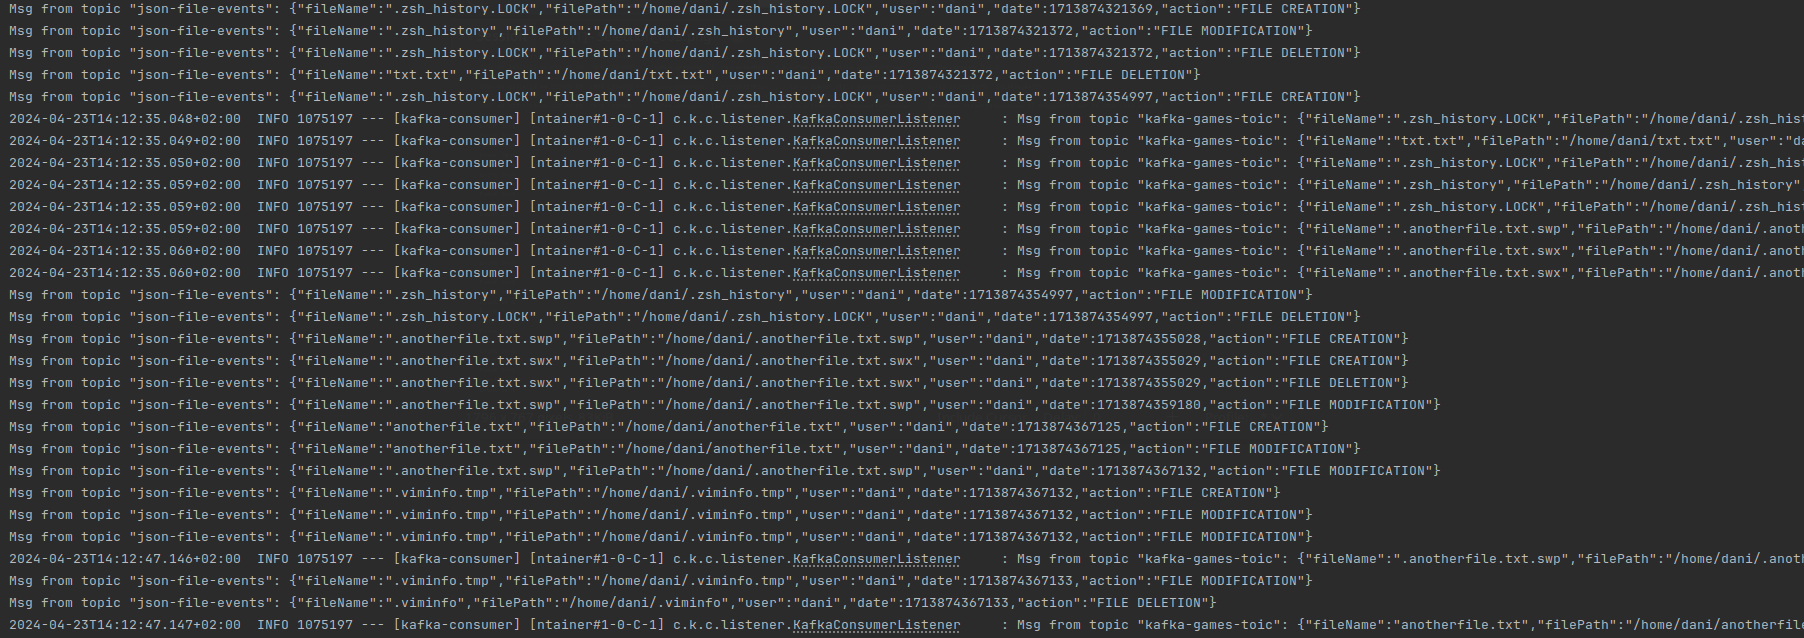 Msg from topic "json-file-events": {"fileName":".zsh_history.LOCK","filePath":"/home/dani/.zsh_history.LOCK","user":"dani","date":1713874321369,"action":"FILE CREATION"}
Msg from topic "json-file-events": {"fileName":".zsh_history","filePath":"/home/dani/.zsh_history","user":"dani","date":1713874321372,"action":"FILE MODIFICATION"}
Msg from topic "json-file-events": {"fileName":".zsh_history.LOCK","filePath":"/home/dani/.zsh_history.LOCK","user":"dani","date":1713874321372,"action":"FILE DELETION"}
Msg from topic "json-file-events": {"fileName":"txt.txt","filePath":"/home/dani/txt.txt","user":"dani","date":1713874321372,"action":"FILE DELETION"}
Msg from topic "json-file-events": {"fileName":".zsh_history.LOCK","filePath":"/home/dani/.zsh_history.LOCK","user":"dani","date":1713874354997,"action":"FILE CREATION"}
2024-04-23T14:12:35.048+02:00  INFO 1075197 --- [kafka-consumer] [ntainer#1-0-C-1] c.k.c.listener.KafkaConsumerListener     : Msg from topic "kafka-games-toic": {"fileName":".zsh_history.LOCK","filePath":"/home/dani/.zsh_hist
2024-04-23T14:12:35.049+02:00  INFO 1075197 --- [kafka-consumer] [ntainer#1-0-C-1] c.k.c.listener.KafkaConsumerListener     : Msg from topic "kafka-games-toic": {"fileName":"txt.txt","filePath":"/home/dani/txt.txt","user":"da
2024-04-23T14:12:35.050+02:00  INFO 1075197 --- [kafka-consumer] [ntainer#1-0-C-1] c.k.c.listener.KafkaConsumerListener     : Msg from topic "kafka-games-toic": {"fileName":".zsh_history.LOCK","filePath":"/home/dani/.zsh_hist
2024-04-23T14:12:35.059+02:00  INFO 1075197 --- [kafka-consumer] [ntainer#1-0-C-1] c.k.c.listener.KafkaConsumerListener     : Msg from topic "kafka-games-toic": {"fileName":".zsh_history","filePath":"/home/dani/.zsh_history"
2024-04-23T14:12:35.059+02:00  INFO 1075197 --- [kafka-consumer] [ntainer#1-0-C-1] c.k.c.listener.KafkaConsumerListener     : Msg from topic "kafka-games-toic": {"fileName":".zsh_history.LOCK","filePath":"/home/dani/.zsh_hist
2024-04-23T14:12:35.059+02:00  INFO 1075197 --- [kafka-consumer] [ntainer#1-0-C-1] c.k.c.listener.KafkaConsumerListener     : Msg from topic "kafka-games-toic": {"fileName":".anotherfile.txt.swp","filePath":"/home/dani/.anot
2024-04-23T14:12:35.060+02:00  INFO 1075197 --- [kafka-consumer] [ntainer#1-0-C-1] c.k.c.listener.KafkaConsumerListener     : Msg from topic "kafka-games-toic": {"fileName":".anotherfile.txt.swx","filePath":"/home/dani/.anot
2024-04-23T14:12:35.060+02:00  INFO 1075197 --- [kafka-consumer] [ntainer#1-0-C-1] c.k.c.listener.KafkaConsumerListener     : Msg from topic "kafka-games-toic": {"fileName":".anotherfile.txt.swx","filePath":"/home/dani/.anot
Msg from topic "json-file-events": {"fileName":".zsh_history","filePath":"/home/dani/.zsh_history","user":"dani","date":1713874354997,"action":"FILE MODIFICATION"}
Msg from topic "json-file-events": {"fileName":".zsh_history.LOCK","filePath":"/home/dani/.zsh_history.LOCK","user":"dani","date":1713874354997,"action":"FILE DELETION"}
Msg from topic "json-file-events": {"fileName":".anotherfile.txt.swp","filePath":"/home/dani/.anotherfile.txt.swp","user":"dani","date":1713874355028,"action":"FILE CREATION"}
Msg from topic "json-file-events": {"fileName":".anotherfile.txt.swx","filePath":"/home/dani/.anotherfile.txt.swx","user":"dani","date":1713874355029,"action":"FILE CREATION"}
Msg from topic "json-file-events": {"fileName":".anotherfile.txt.swx","filePath":"/home/dani/.anotherfile.txt.swx","user":"dani","date":1713874355029,"action":"FILE DELETION"}
Msg from topic "json-file-events": {"fileName":".anotherfile.txt.swp","filePath":"/home/dani/.anotherfile.txt.swp","user":"dani","date":1713874359180,"action":"FILE MODIFICATION"}
Msg from topic "json-file-events": {"fileName":"anotherfile.txt","filePath":"/home/dani/anotherfile.txt","user":"dani","date":1713874367125,"action":"FILE CREATION"}
Msg from topic "json-file-events": {"fileName":"anotherfile.txt","filePath":"/home/dani/anotherfile.txt","user":"dani","date":1713874367125,"action":"FILE MODIFICATION"}
Msg from topic "json-file-events": {"fileName":".anotherfile.txt.swp","filePath":"/home/dani/.anotherfile.txt.swp","user":"dani","date":1713874367132,"action":"FILE MODIFICATION"}
Msg from topic "json-file-events": {"fileName":".viminfo.tmp","filePath":"/home/dani/.viminfo.tmp","user":"dani","date":1713874367132,"action":"FILE CREATION"}
Msg from topic "json-file-events": {"fileName":".viminfo.tmp","filePath":"/home/dani/.viminfo.tmp","user":"dani","date":1713874367132,"action":"FILE MODIFICATION"}
Msg from topic "json-file-events": {"fileName":".viminfo.tmp","filePath":"/home/dani/.viminfo.tmp","user":"dani","date":1713874367132,"action":"FILE MODIFICATION"}
2024-04-23T14:12:47.146+02:00  INFO 1075197 --- [kafka-consumer] [ntainer#1-0-C-1] c.k.c.listener.KafkaConsumerListener     : Msg from topic "kafka-games-toic": {"fileName":".anotherfile.txt.swp","filePath":"/home/dani/.anot
Msg from topic "json-file-events": {"fileName":".viminfo.tmp","filePath":"/home/dani/.viminfo.tmp","user":"dani","date":1713874367133,"action":"FILE MODIFICATION"}
Msg from topic "json-file-events": {"fileName":".viminfo","filePath":"/home/dani/.viminfo","user":"dani","date":1713874367133,"action":"FILE DELETION"}
2024-04-23T14:12:47.147+02:00  INFO 1075197 --- [kafka-consumer] [ntainer#1-0-C-1] c.k.c.listener.KafkaConsumerListener     : Msg from topic "kafka-games-toic": {"fileName":"anotherfile.txt","filePath":"/home/dani/anotherfile